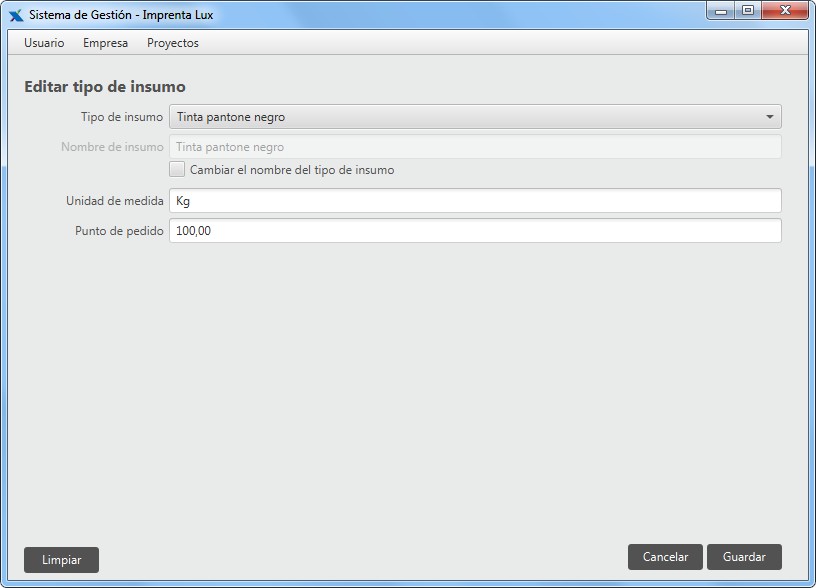 Sistema de Gestión - Imprenta Lux
Usuario Empresa Proyectos
Editar tipo de insumo
Tipo de insumo Tinta pantone negro
Nombre de insumo Tinta pantone negro
Cambiar el nombre del tipo de insumo
Unidad de medida Kg
Punto de pedido 100,00
Limpiar Cancelar Guardar